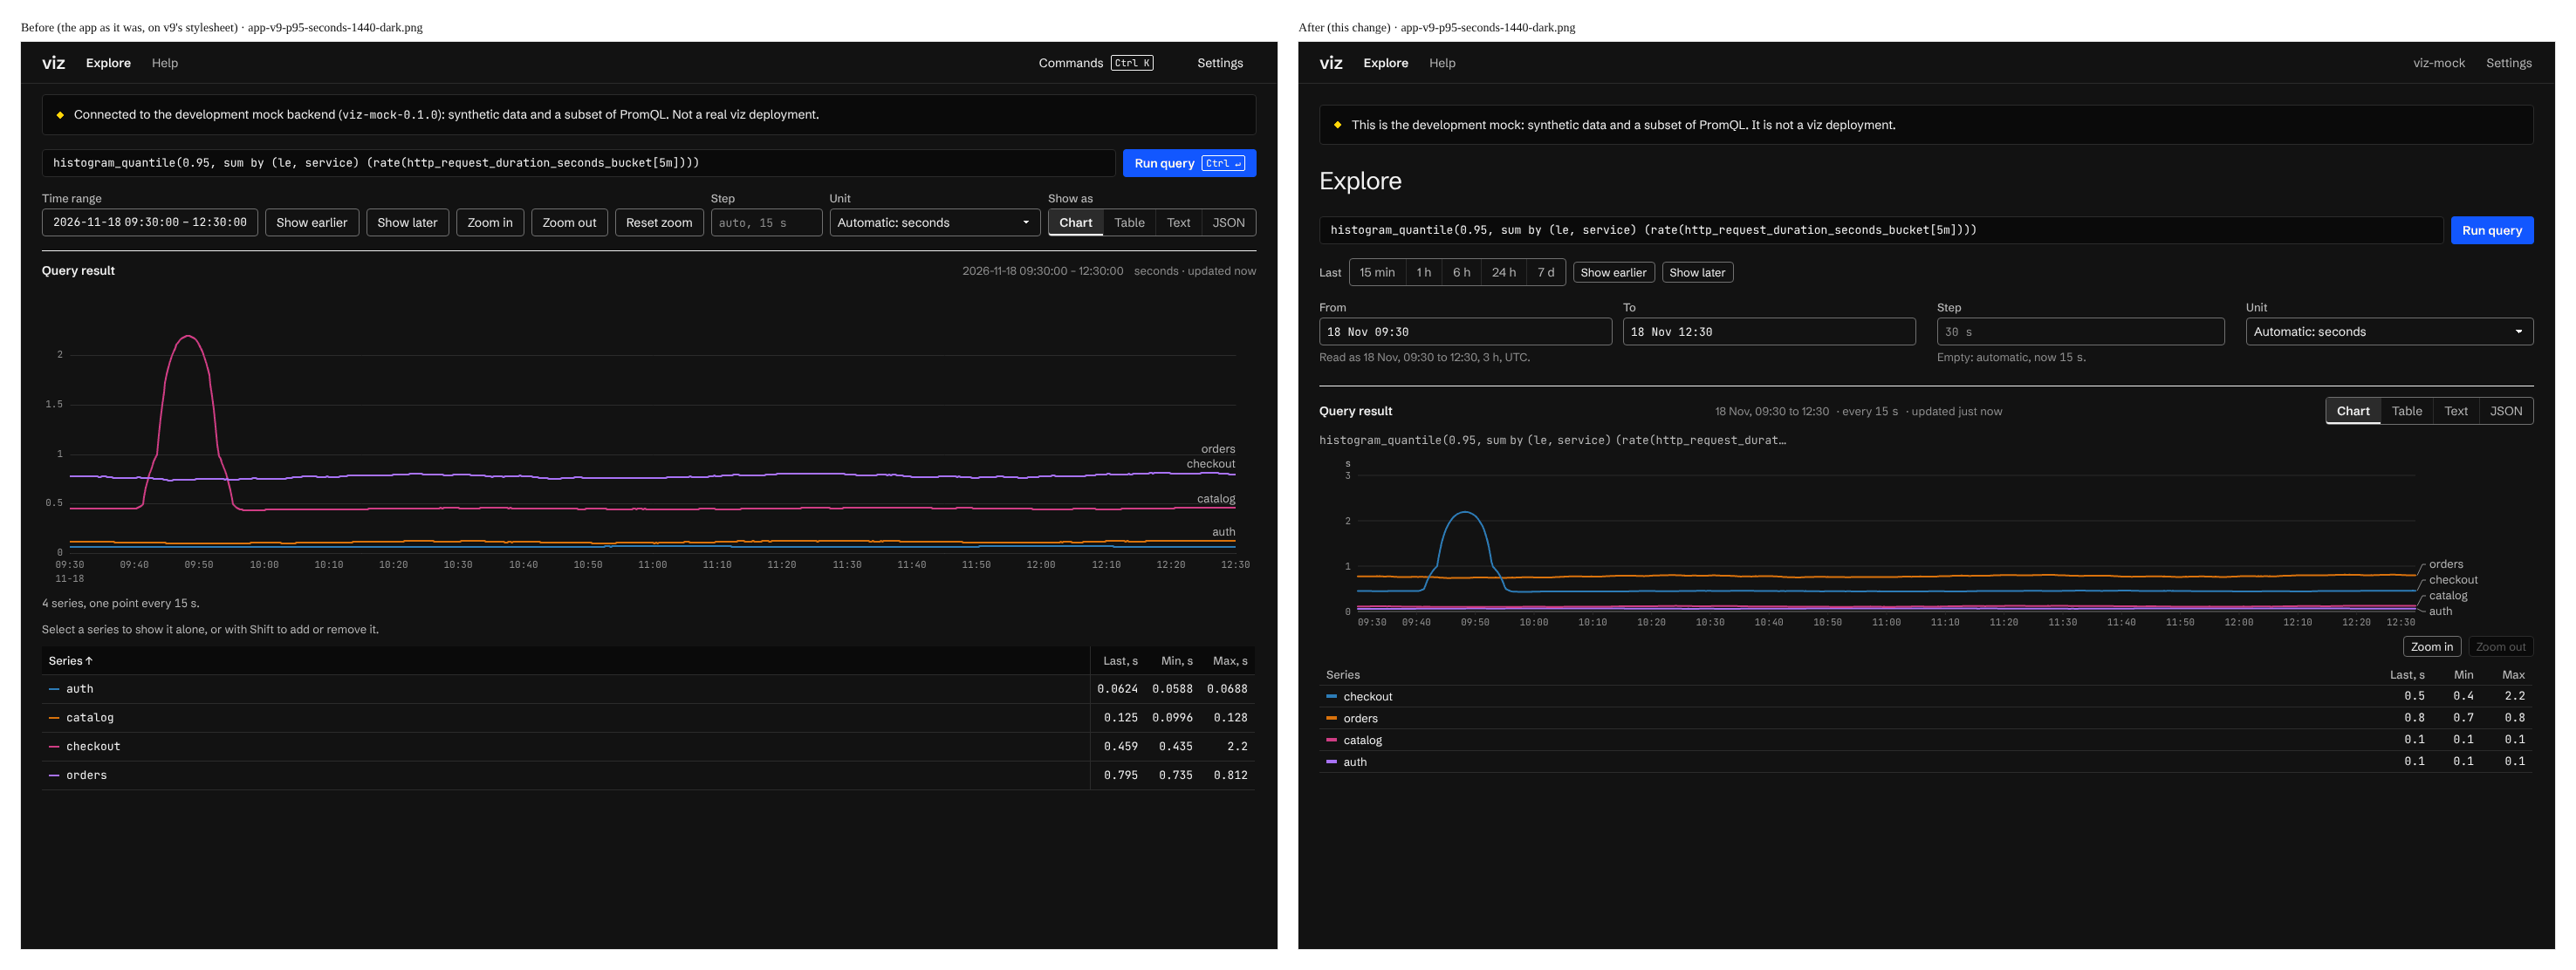 Before (the app as it was, on v9's stylesheet) · app-v9-p95-seconds-1440-dark.png
viz Explore Help Commands Ctrl K Settings
Connected to the development mock backend (viz-mock-0.1.0): synthetic data and a subset of PromQL. Not a real viz deployment.
histogram_quantile(0.95, sum by (le, service) (rate(http_request_duration_seconds_bucket[5m]))) Run query Ctrl ↵
Time range Step Unit Show as
2026-11-18 09:30:00 – 12:30:00 Show earlier Show later Zoom in Zoom out Reset zoom auto, 15 s Automatic: seconds Chart Table Text JSON
Query result 2026-11-18 09:30:00 – 12:30:00 seconds · updated now
2
1.5
1
0.5
0
orders
checkout
catalog
auth
09:30 09:40 09:50 10:00 10:10 10:20 10:30 10:40 10:50 11:00 11:10 11:20 11:30 11:40 11:50 12:00 12:10 12:20 12:30
11-18
4 series, one point every 15 s.
Select a series to show it alone, or with Shift to add or remove it.
Series ↑ Last, s Min, s Max, s
auth 0.0624 0.0588 0.0688
catalog 0.125 0.0996 0.128
checkout 0.459 0.435 2.2
orders 0.795 0.735 0.812
After (this change) · app-v9-p95-seconds-1440-dark.png
viz Explore Help viz-mock Settings
This is the development mock: synthetic data and a subset of PromQL. It is not a viz deployment.
Explore
histogram_quantile(0.95, sum by (le, service) (rate(http_request_duration_seconds_bucket[5m]))) Run query
Last 15 min 1 h 6 h 24 h 7 d Show earlier Show later
From To Step Unit
18 Nov 09:30 18 Nov 12:30 30 s Automatic: seconds
Read as 18 Nov, 09:30 to 12:30, 3 h, UTC. Empty: automatic, now 15 s.
Query result 18 Nov, 09:30 to 12:30 · every 15 s · updated just now Chart Table Text JSON
histogram_quantile(0.95, sum by (le, service) (rate(http_request_durat…
s
3
2
1
0
orders
checkout
catalog
auth
09:30 09:40 09:50 10:00 10:10 10:20 10:30 10:40 10:50 11:00 11:10 11:20 11:30 11:40 11:50 12:00 12:10 12:20 12:30
Zoom in Zoom out
Series Last, s Min Max
checkout 0.5 0.4 2.2
orders 0.8 0.7 0.8
catalog 0.1 0.1 0.1
auth 0.1 0.1 0.1